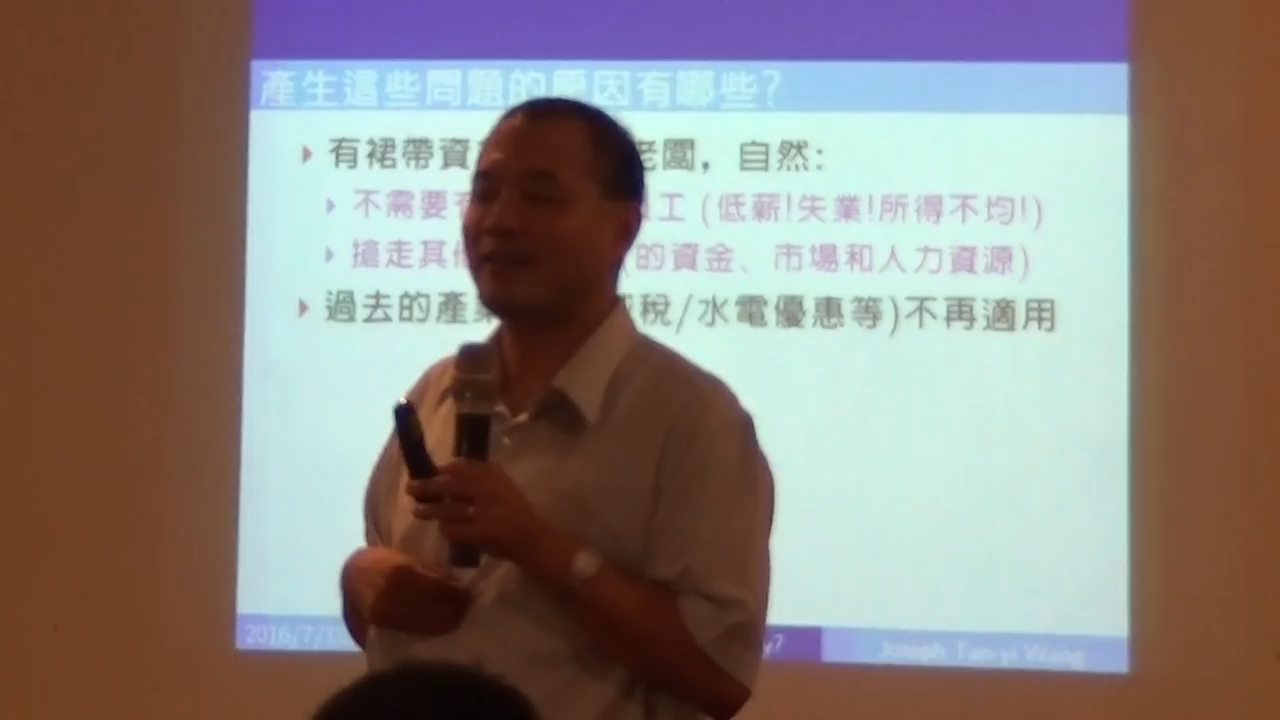 產生這些問題的原因有哪些?
有裙帶資 老闆，自然:
不需要 工 (低薪!失業!所得不均!)
搶走其 (的資金、市場和人力資源)
過去的產 稅/水電優惠等)不再適用
2016/7/ y? Joseph Tao-yi Wang